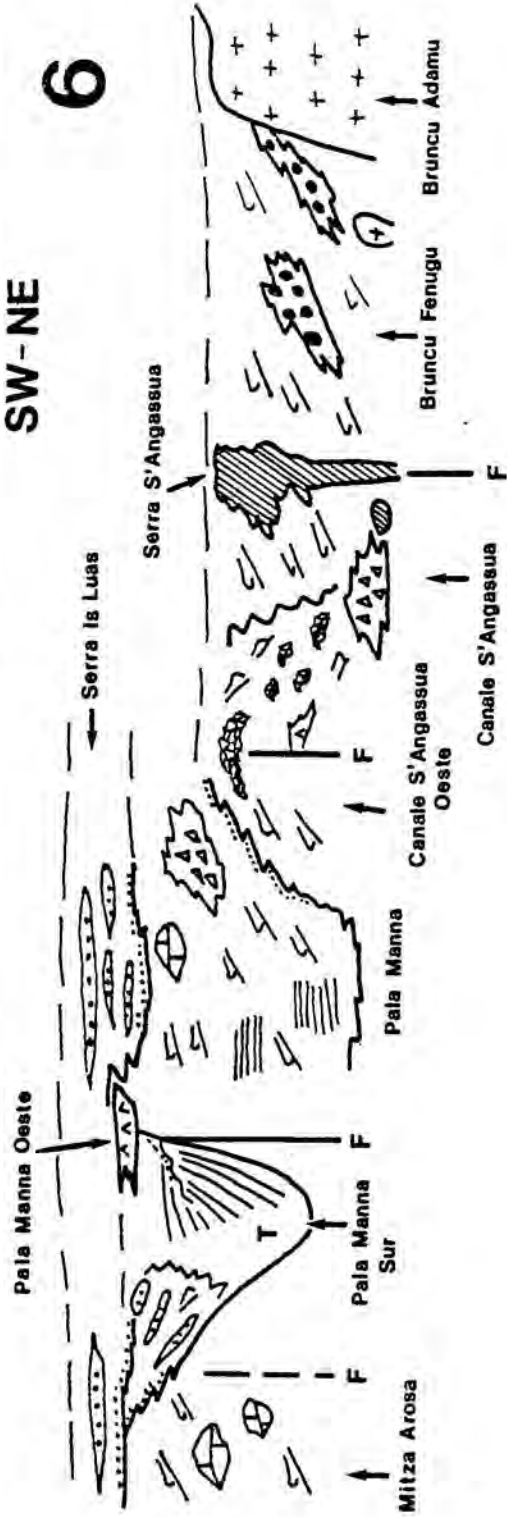 SW-NE
6
Pala Manna Oeste
Serra Is Luas
Serra S'Angassua
T
F
F
F
F
Mitza Arosa
Pala Manna
Sur
Pala Manna
Canale S'Angassua
Oeste
Canale S'Angassua
Bruncu Fenugu
Bruncu Adamu